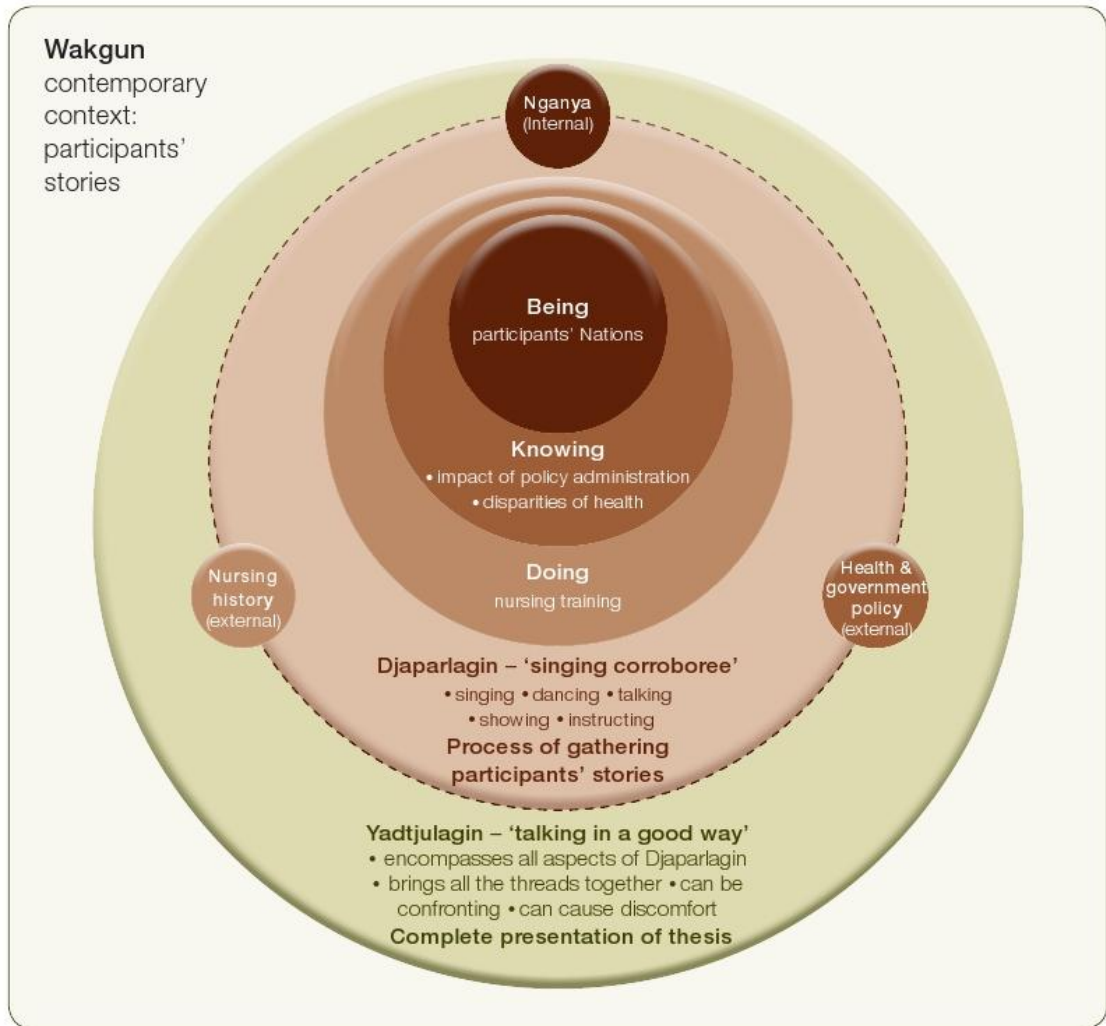 Wakgun
contemporary
context:
participants’
stories
Nganya
(Internal)
Being
participants’ Nations
Knowing
• impact of policy administration
• disparities of health
Doing
nursing training
Nursing
history
(external)
Health &
government
policy
(external)
Djaparlagin – ‘singing corroboree’
• singing • dancing • talking
• showing • instructing
Process of gathering
participants’ stories
Yadtjulagin – ‘talking in a good way’
• encompasses all aspects of Djaparlagin
• brings all the threads together • can be
confronting • can cause discomfort
Complete presentation of thesis